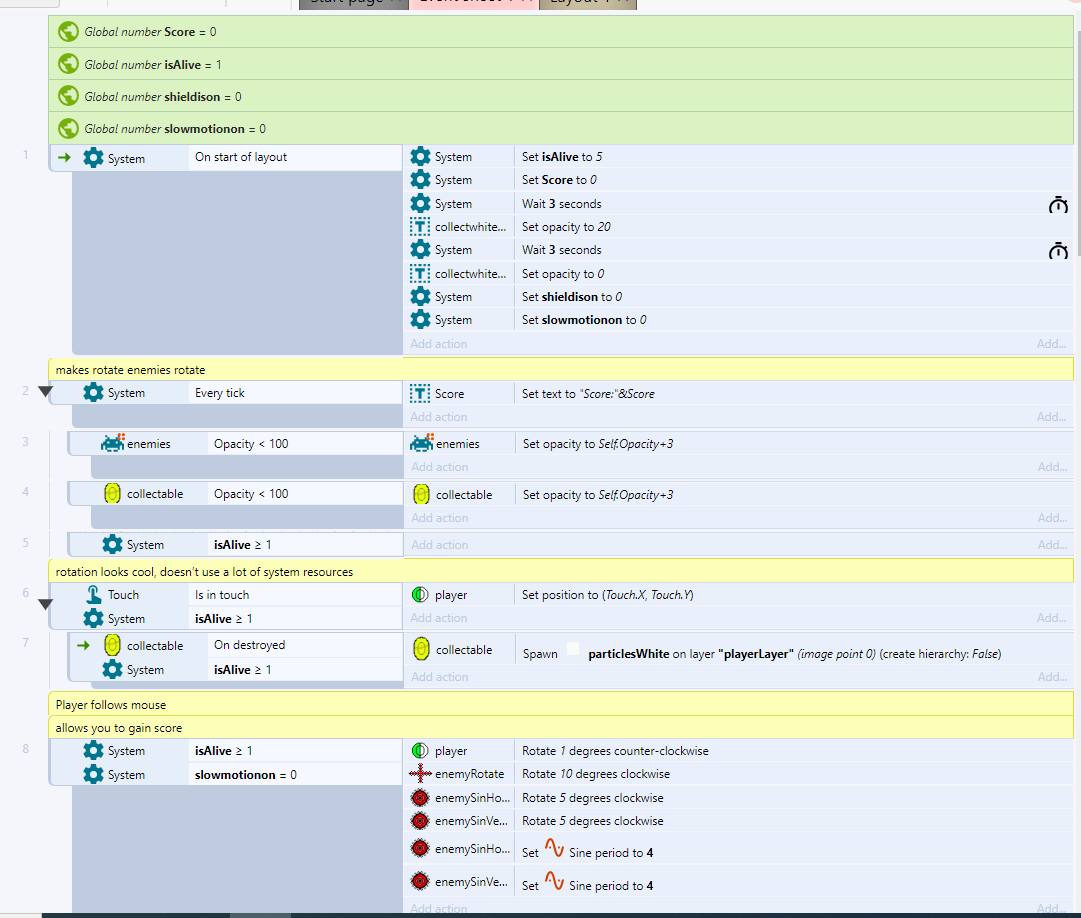 Global number Score = 0
Global number isAlive = 1
Global number shieldison = 0
Global number slowmotionon = 0
1 System On start of layout System Set isAlive to 5
System Set Score to 0
System Wait 3 seconds
collectwhite... Set opacity to 20
System Wait 3 seconds
collectwhite... Set opacity to 0
System Set shieldison to 0
System Set slowmotionon to 0
Add action Add...
makes rotate enemies rotate
2 System Every tick Score Set text to "Score:"&Score
Add action Add...
3 enemies Opacity < 100 enemies Set opacity to Self.Opacity+3
Add action Add...
4 collectable Opacity < 100 collectable Set opacity to Self.Opacity+3
Add action Add...
5 System isAlive ≥ 1 Add action Add...
rotation looks cool, doesn't use a lot of system resources
6 Touch Is in touch player Set position to (Touch.X, Touch.Y)
System isAlive ≥ 1 Add action Add...
7 collectable On destroyed collectable Spawn particlesWhite on layer "playerLayer" (image point 0) (create hierarchy: False)
System isAlive ≥ 1 Add action Add...
Player follows mouse
allows you to gain score
8 System isAlive ≥ 1 player Rotate 1 degrees counter-clockwise
System slowmotionon = 0 enemyRotate Rotate 10 degrees clockwise
enemySinHo... Rotate 5 degrees clockwise
enemySinVe... Rotate 5 degrees clockwise
enemySinHo... Set Sine period to 4
enemySinVe... Set Sine period to 4
Add action Add...